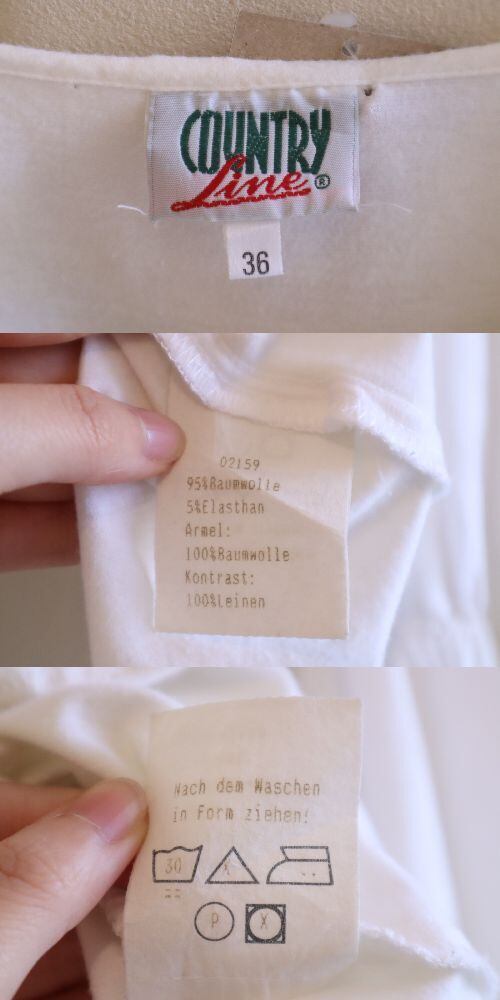 COUNTRY
Line ®
36
02159
95%Baumwolle
5%Elasthan
Armel:
100%Baumwolle
Kontrast:
100%Leinen
Nach dem Waschen
in Form ziehen!
30
P
X